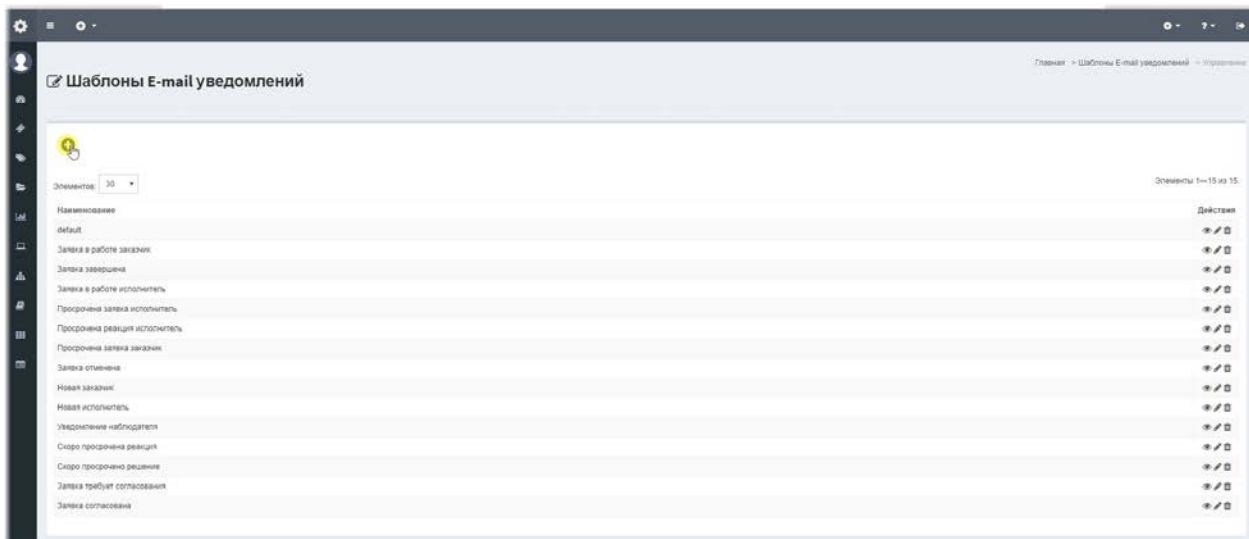 ?
Главная > Шаблоны E-mail уведомлений > Управление
Шаблоны E-mail уведомлений
Элементов: 30
Элементы 1—15 из 15.
Наименование Действия
default
Заявка в работе заказчик
Заявка завершена
Заявка в работе исполнитель
Просрочена заявка исполнитель
Просрочена реакция исполнитель
Просрочена заявка заказчик
Заявка отменена
Новая заказчик
Новая исполнитель
Уведомление наблюдателя
Скоро просрочена реакция
Скоро просрочено решение
Заявка требует согласования
Заявка согласована